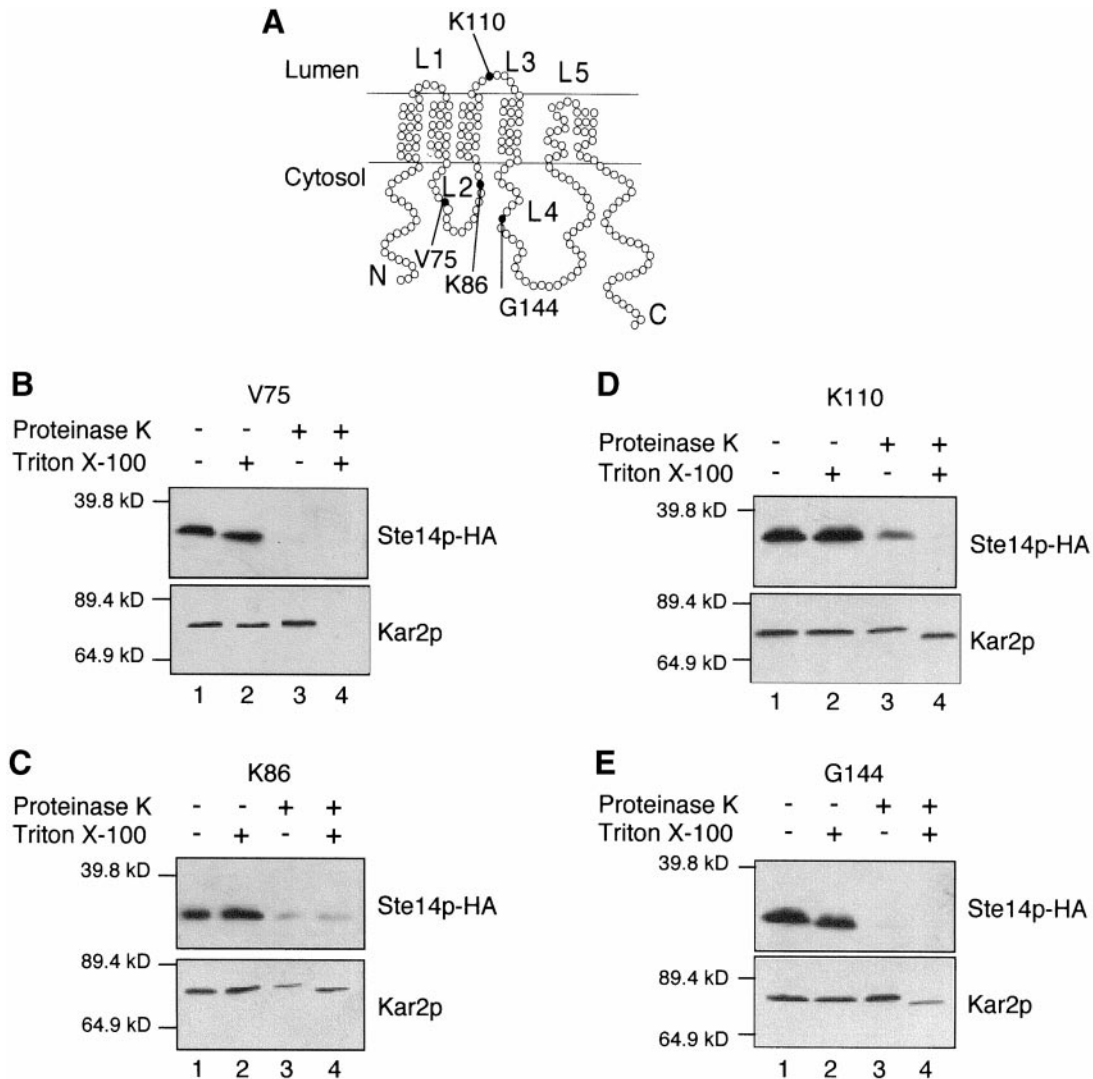 A
K110
L1
L3
L5
Lumen
Cytosol
L2
L4
V75
K86
N
G144
C
B
V75
Proteinase K - - + +
Triton X-100 - + - +
39.8 kD
Ste14p-HA
89.4 kD
Kar2p
64.9 kD
1 2 3 4
D
K110
Proteinase K - - + +
Triton X-100 - + - +
39.8 kD
Ste14p-HA
89.4 kD
Kar2p
64.9 kD
1 2 3 4
C
K86
Proteinase K - - + +
Triton X-100 - + - +
39.8 kD
Ste14p-HA
89.4 kD
Kar2p
64.9 kD
1 2 3 4
E
G144
Proteinase K - - + +
Triton X-100 - + - +
39.8 kD
Ste14p-HA
89.4 kD
Kar2p
64.9 kD
1 2 3 4